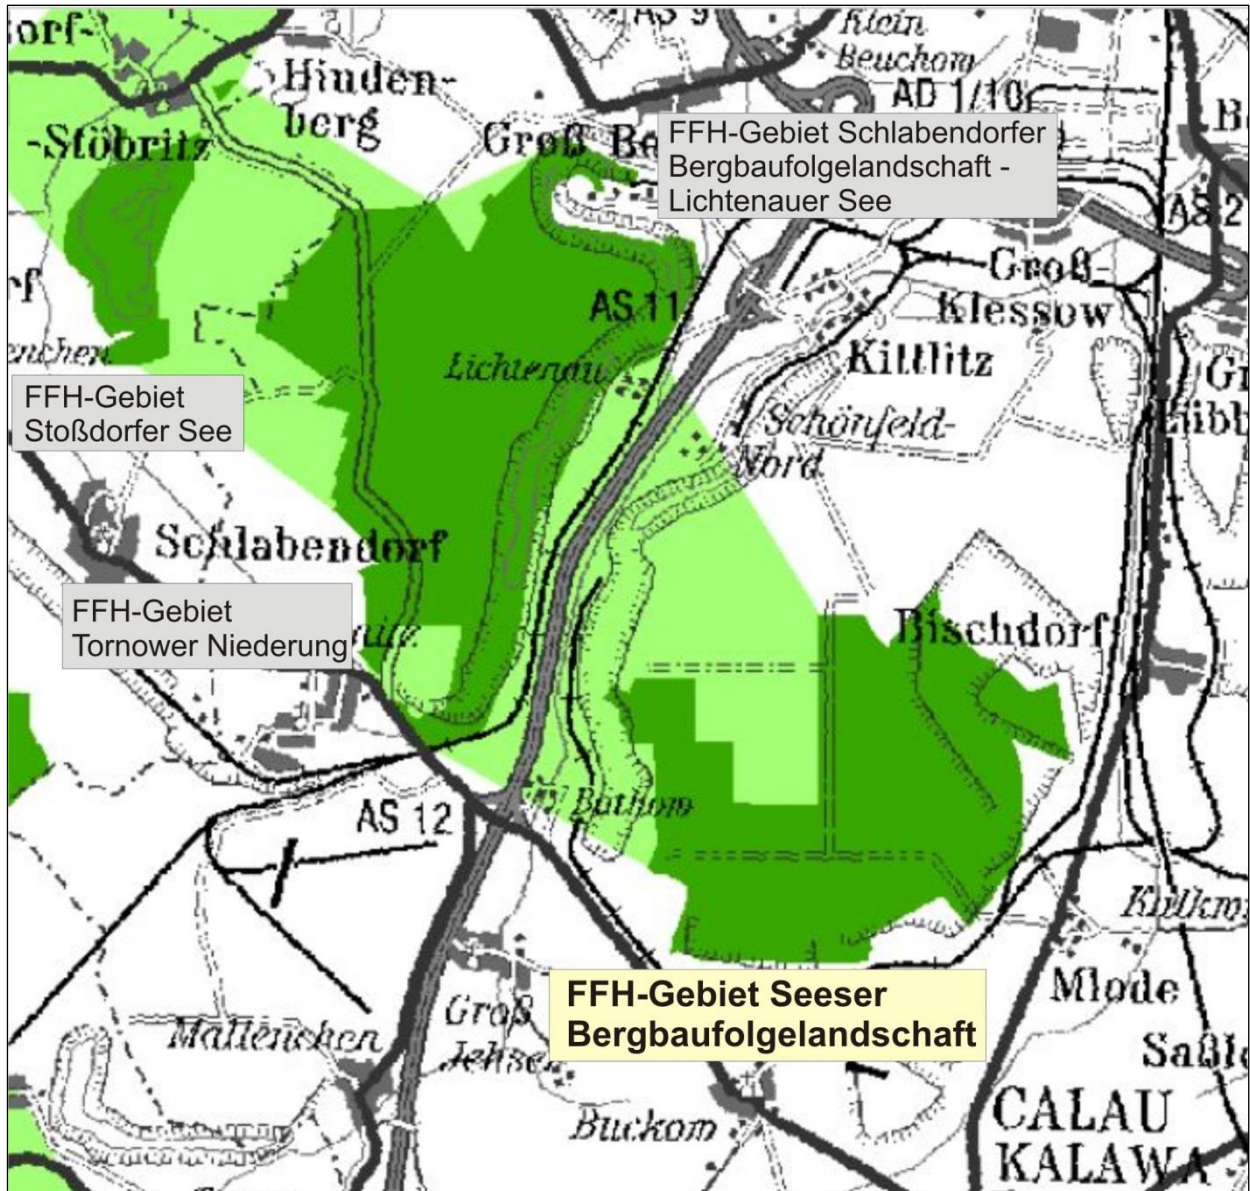 AS 9
Klein
Beuchow
AD 1/10
Hinden-
berg
-Stöbritz
Groß Be
FFH-Gebiet Schlabendorfer
Bergbaufolgelandschaft -
Lichtenauer See
AS 2
Groß-
Klessow
AS 11
Kittlitz
Lichtenau
FFH-Gebiet
Stoßdorfer See
Schönfeld-
Nord
Schlabendorf
FFH-Gebiet
Tornower Niederung
Bischdorf
Bathow
AS 12
Mlode
FFH-Gebiet Seeser
Bergbaufolgelandschaft
Groß
Jehser
Mallenchen
Buckow
CALAU
KALAWA